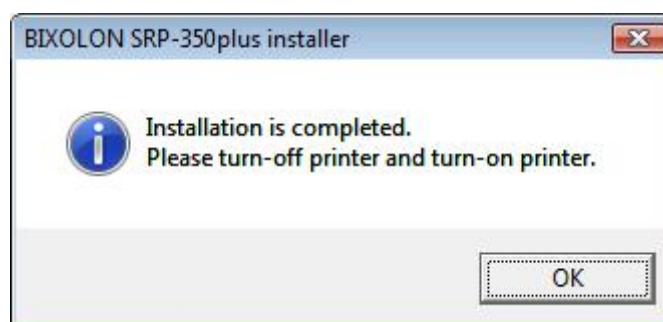 BIXOLON SRP-350plus installer
Installation is completed.
Please turn-off printer and turn-on printer.
OK